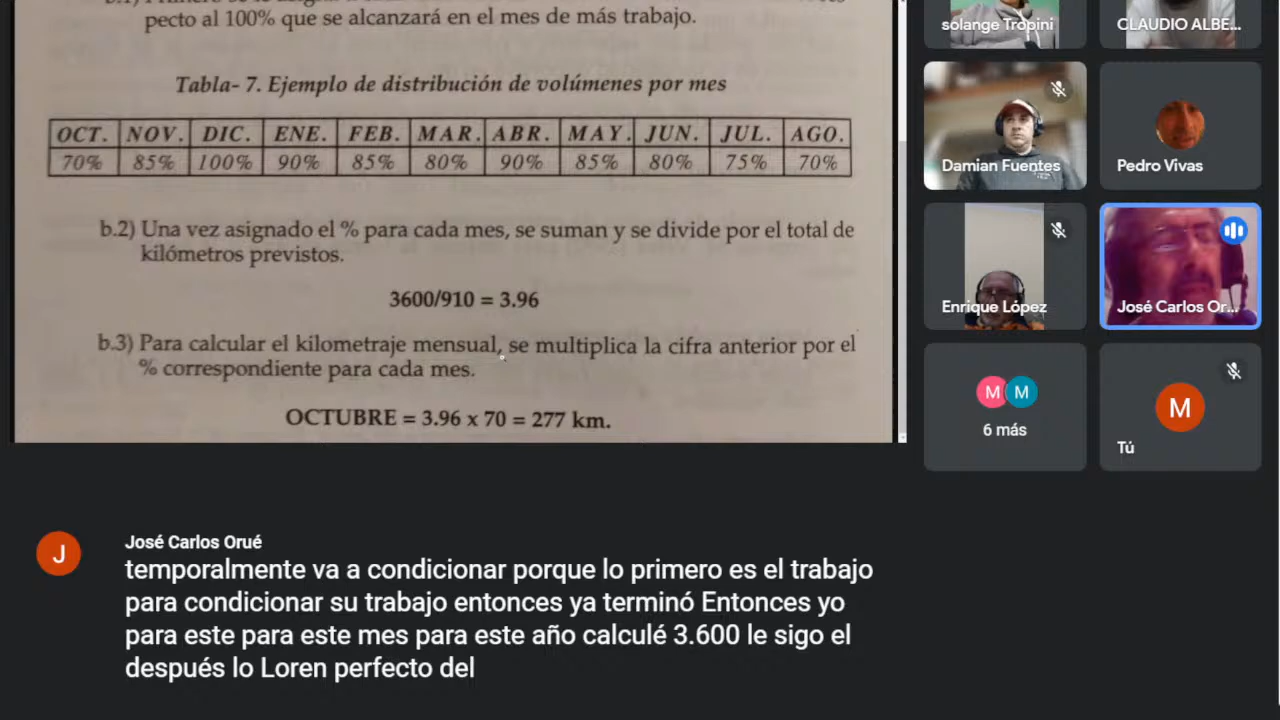 pecto al 100% que se alcanzará en el mes de más trabajo.
Tabla- 7. Ejemplo de distribución de volúmenes por mes
OCT. NOV. DIC. ENE. FEB. MAR. ABR. MAY. JUN. JUL. AGO.
70% 85% 100% 90% 85% 80% 90% 85% 80% 75% 70%
b.2) Una vez asignado el % para cada mes, se suman y se divide por el total de
kilómetros previstos.
3600/910 = 3.96
b.3) Para calcular el kilometraje mensual, se multiplica la cifra anterior por el
% correspondiente para cada mes.
OCTUBRE = 3.96 x 70 = 277 km.
solange Tropini
CLAUDIO ALBE...
Damian Fuentes
Pedro Vivas
Enrique López
José Carlos Or...
M M
6 más
M
Tú
J
José Carlos Orué
temporalmente va a condicionar porque lo primero es el trabajo
para condicionar su trabajo entonces ya terminó Entonces yo
para este para este mes para este año calculé 3.600 le sigo el
después lo Loren perfecto del